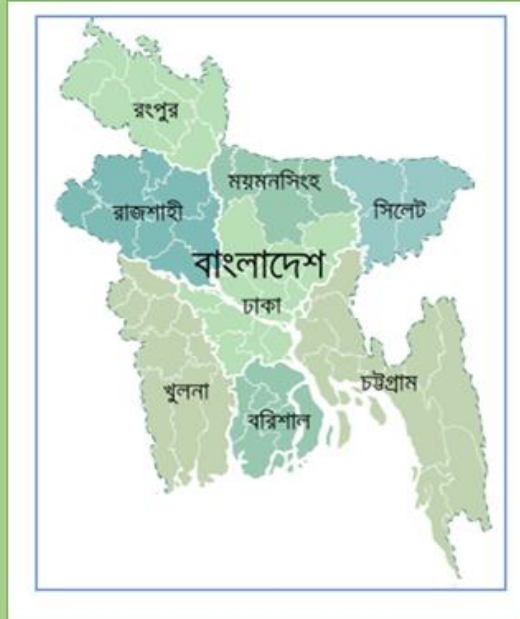 রংপুর
ময়মনসিংহ
রাজশাহী
সিলেট
বাংলাদেশ
ঢাকা
খুলনা
চট্টগ্রাম
বরিশাল